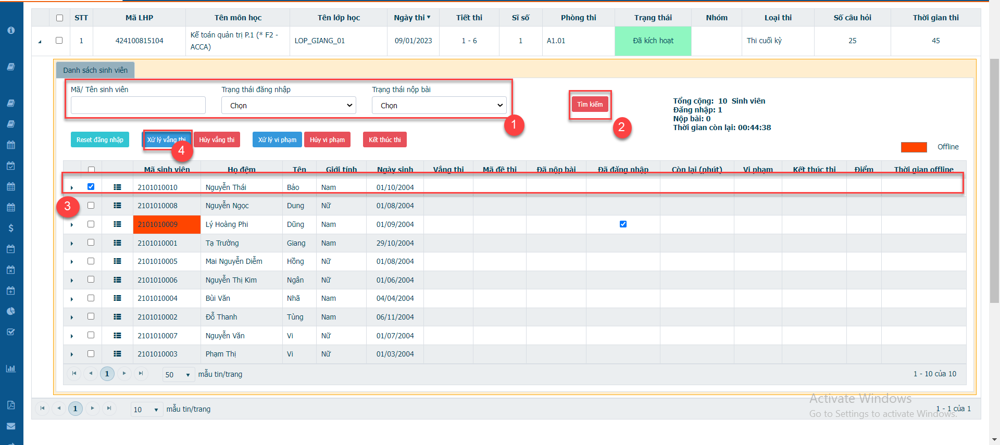 STT Mã LHP Tên môn học Tên lớp học Ngày thi Tiết thi Sĩ số Phòng thi Trạng thái Nhóm Loại thi Số câu hỏi Thời gian thi
1 424100815104 Kế toán quản trị P.1 (* F2 - ACCA) LOP_GIANG_01 09/01/2023 1 - 6 1 A1.01 Đã kích hoạt Thi cuối kỳ 25 45
Danh sách sinh viên
Mã/ Tên sinh viên Trạng thái đăng nhập Trạng thái nộp bài
Chọn Chọn Tìm kiếm
Tổng cộng: 10 Sinh viên
Đăng nhập: 1
Nộp bài: 0
Thời gian còn lại: 00:44:38
1 2
Reset đăng nhập Xử lý vắng thi Hủy vắng thi Xử lý vi phạm Hủy vi phạm Kết thúc thi
4
Offline
Mã sinh viên Họ đệm Tên Giới tính Ngày sinh Vắng thi Mã đề thi Đã nộp bài Đã đăng nhập Còn lại (phút) Vi phạm Kết thúc thi Điểm Thời gian offline
2101010010 Nguyễn Thái Bảo Nam 01/10/2004
3
2101010008 Nguyễn Ngọc Dung Nữ 01/08/2004
2101010009 Lý Hoàng Phi Dũng Nam 01/09/2004
2101010001 Tạ Trường Giang Nam 29/10/2004
2101010005 Mai Nguyễn Diễm Hồng Nữ 01/08/2004
2101010006 Nguyễn Thị Kim Ngân Nữ 01/06/2004
2101010004 Bùi Văn Nhã Nam 04/04/2004
2101010002 Đỗ Thanh Tùng Nam 06/11/2004
2101010007 Nguyễn Văn Vi Nữ 01/07/2004
2101010003 Phạm Thị Vi Nữ 01/03/2004
1 50 mẫu tin/trang 1 - 10 của 10
Activate Windows
1 10 mẫu tin/trang 1 - 1 của 1
Go to Settings to activate Windows.